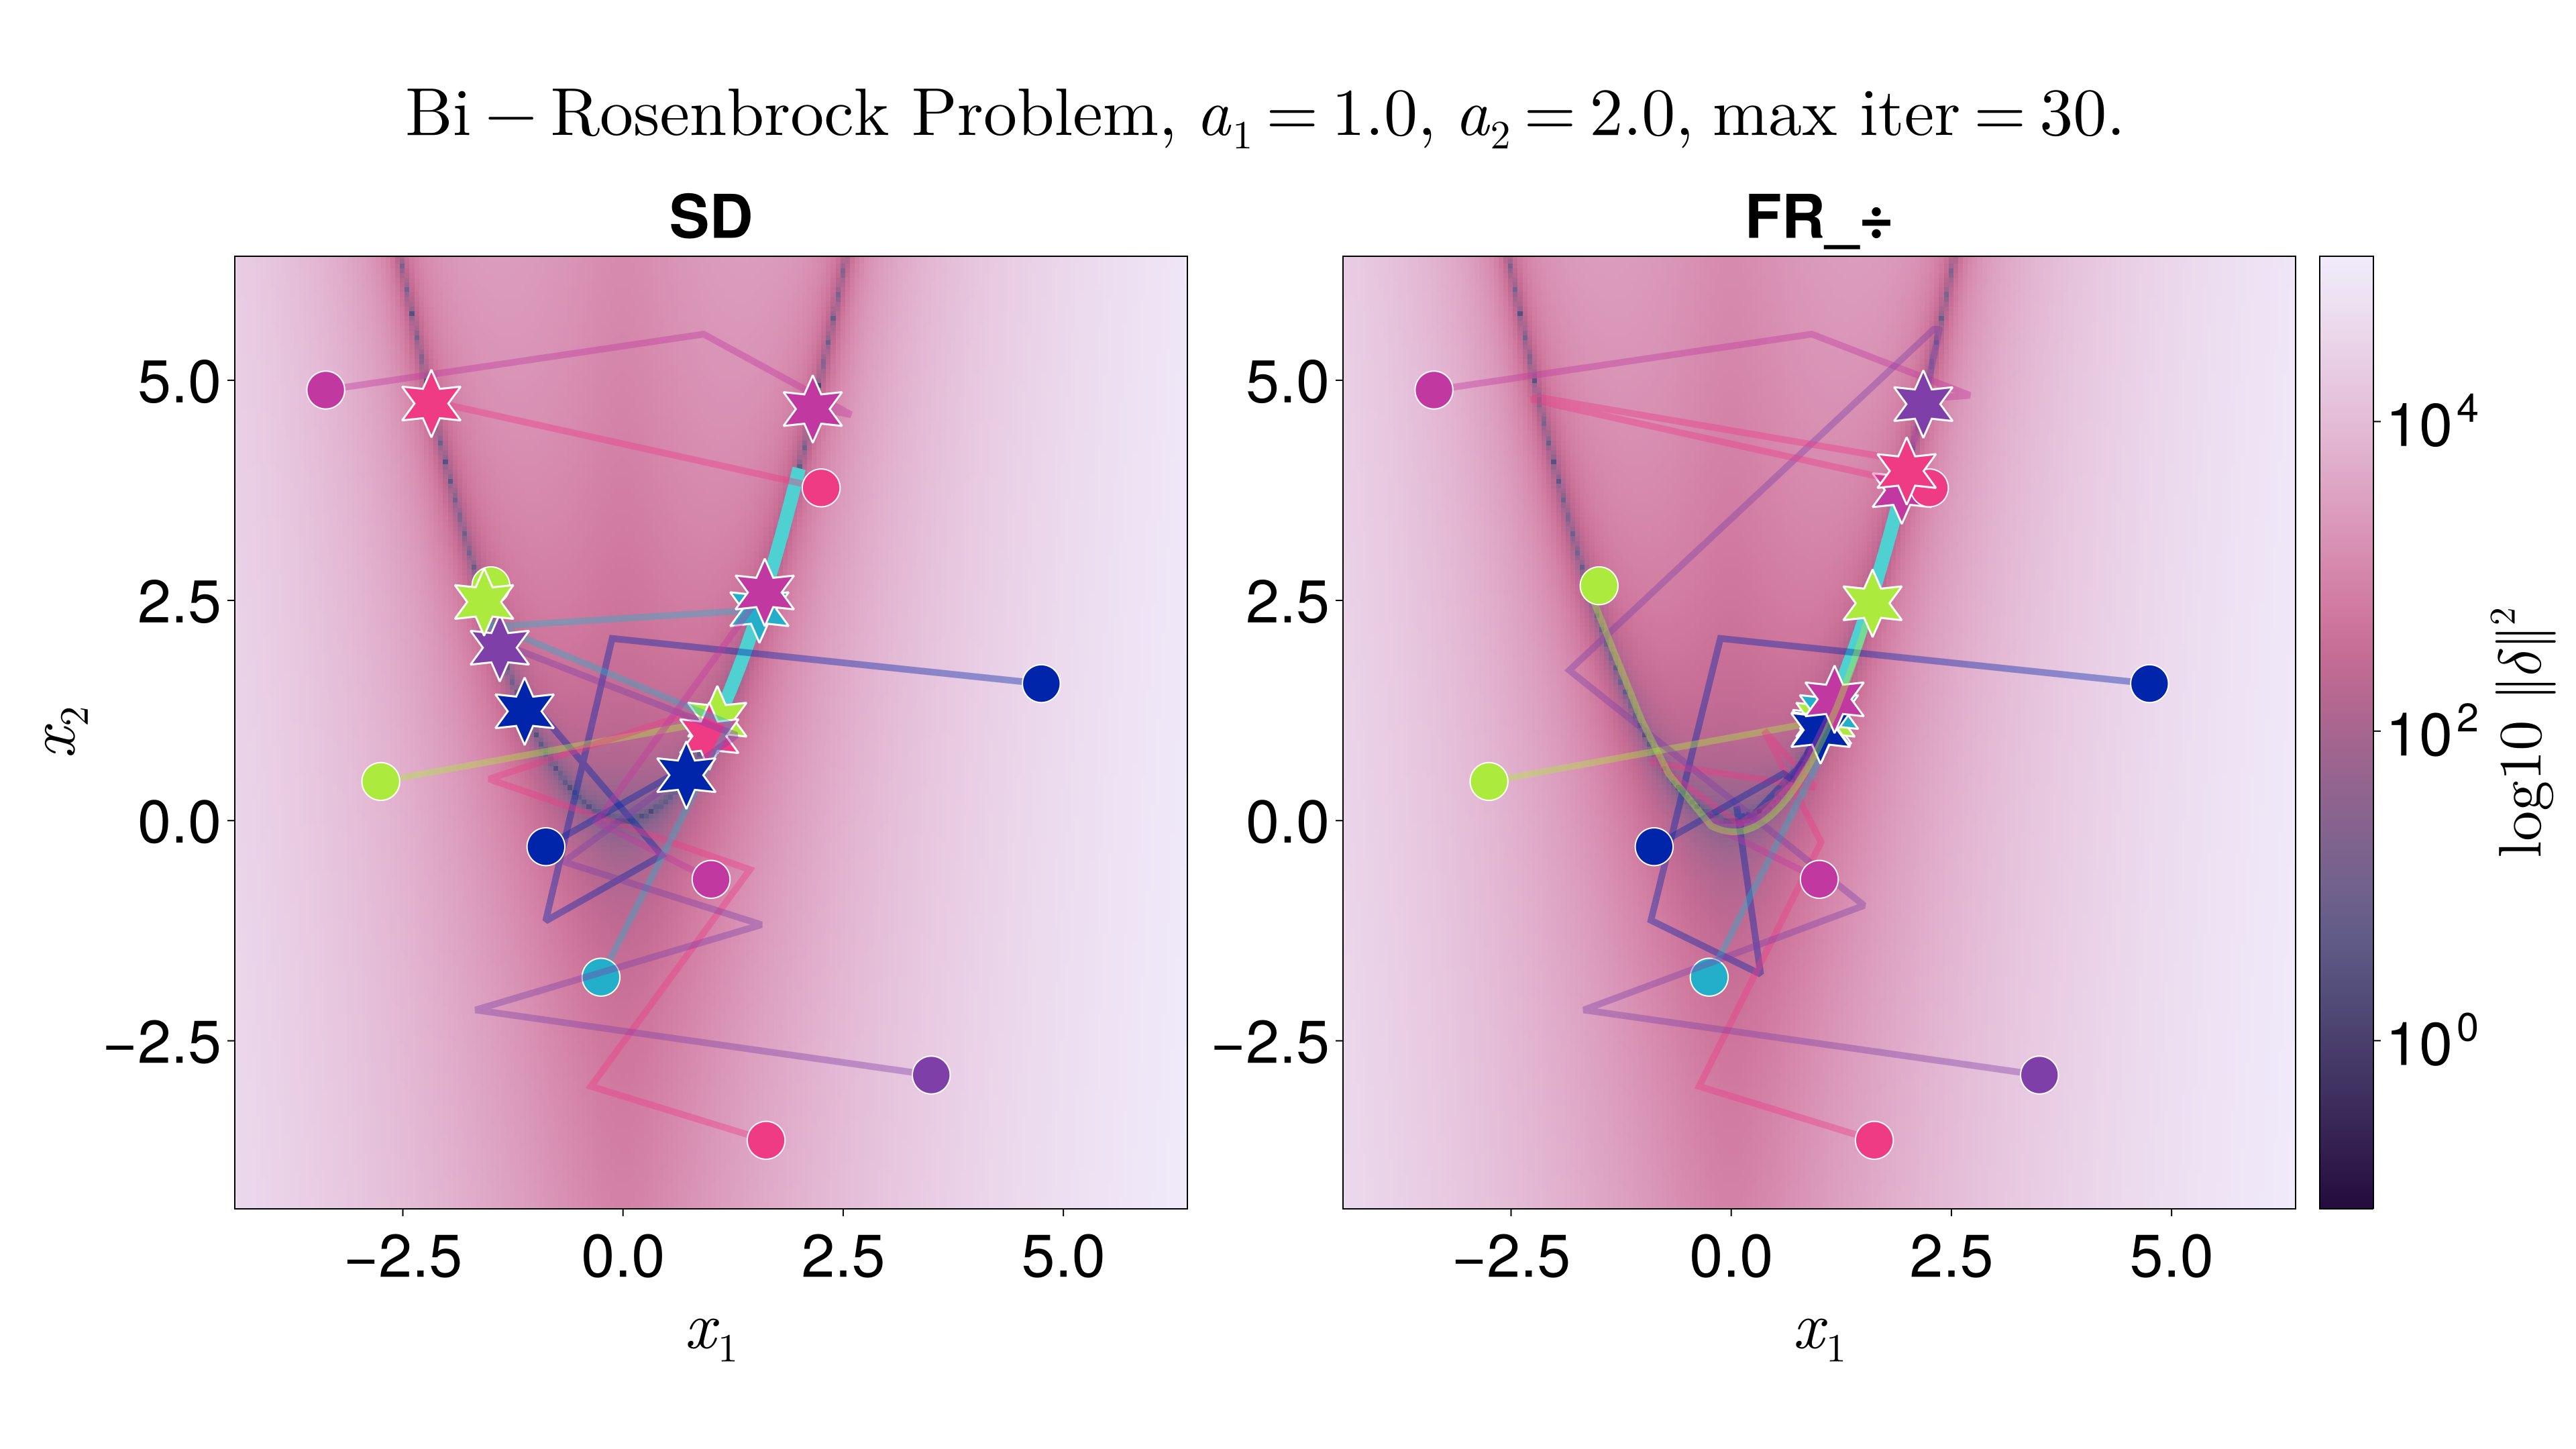 Bi − Rosenbrock Problem, a₁ = 1.0, a₂ = 2.0, max iter = 30.
SD
FR_÷
x₂
5.0
2.5
0.0
−2.5
−2.5 0.0 2.5 5.0
x₁
5.0
2.5
0.0
−2.5
−2.5 0.0 2.5 5.0
x₁
10⁴
10²
10⁰
log10 ‖δ‖²